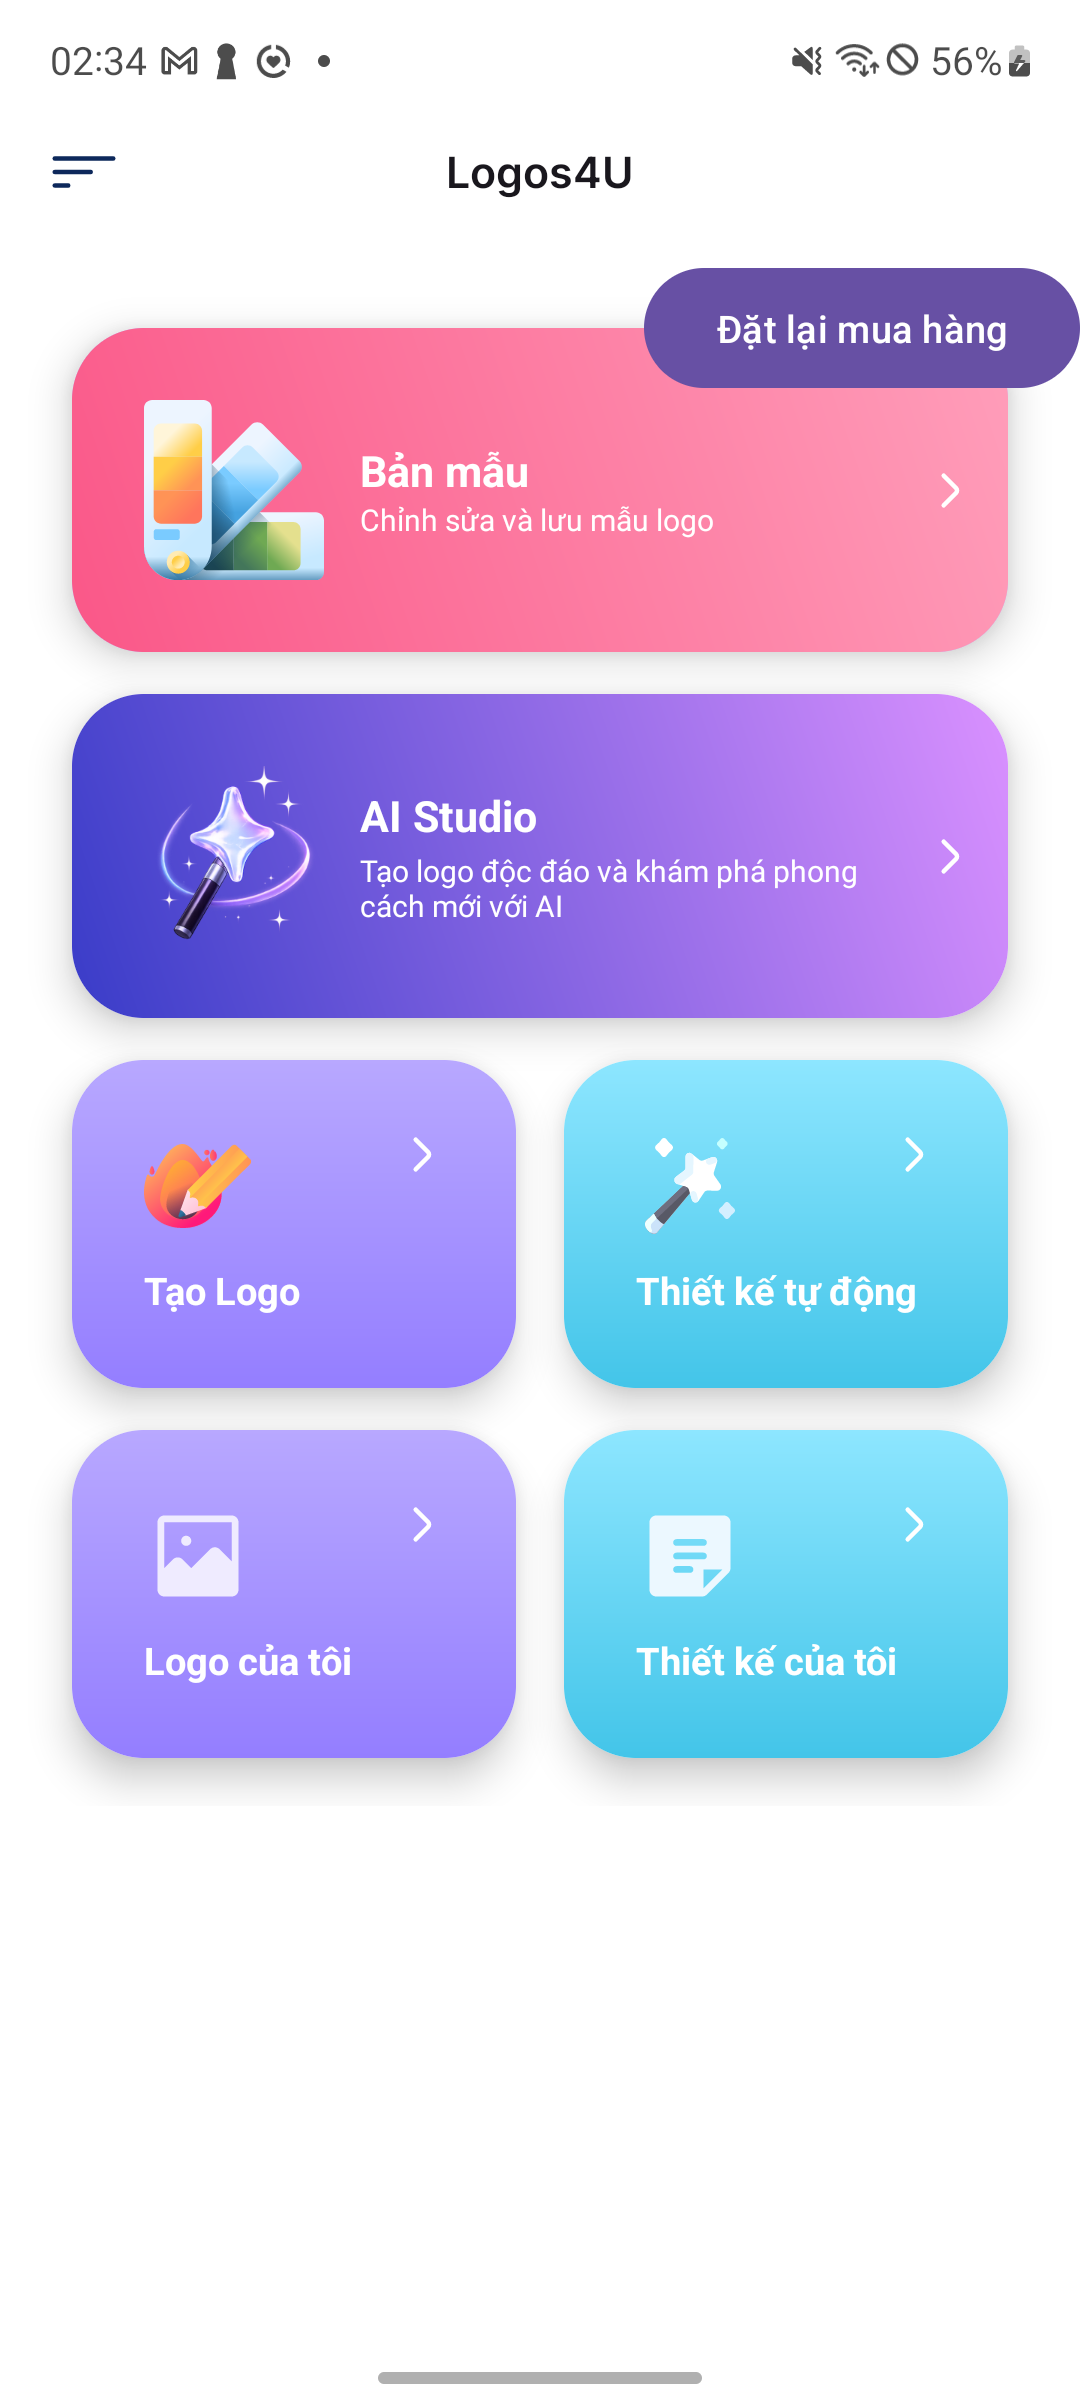 02:34
56%
Logos4U
Đặt lại mua hàng
Bản mẫu
Chỉnh sửa và lưu mẫu logo
AI Studio
Tạo logo độc đáo và khám phá phong
cách mới với AI
Tạo Logo
Thiết kế tự động
Logo của tôi
Thiết kế của tôi